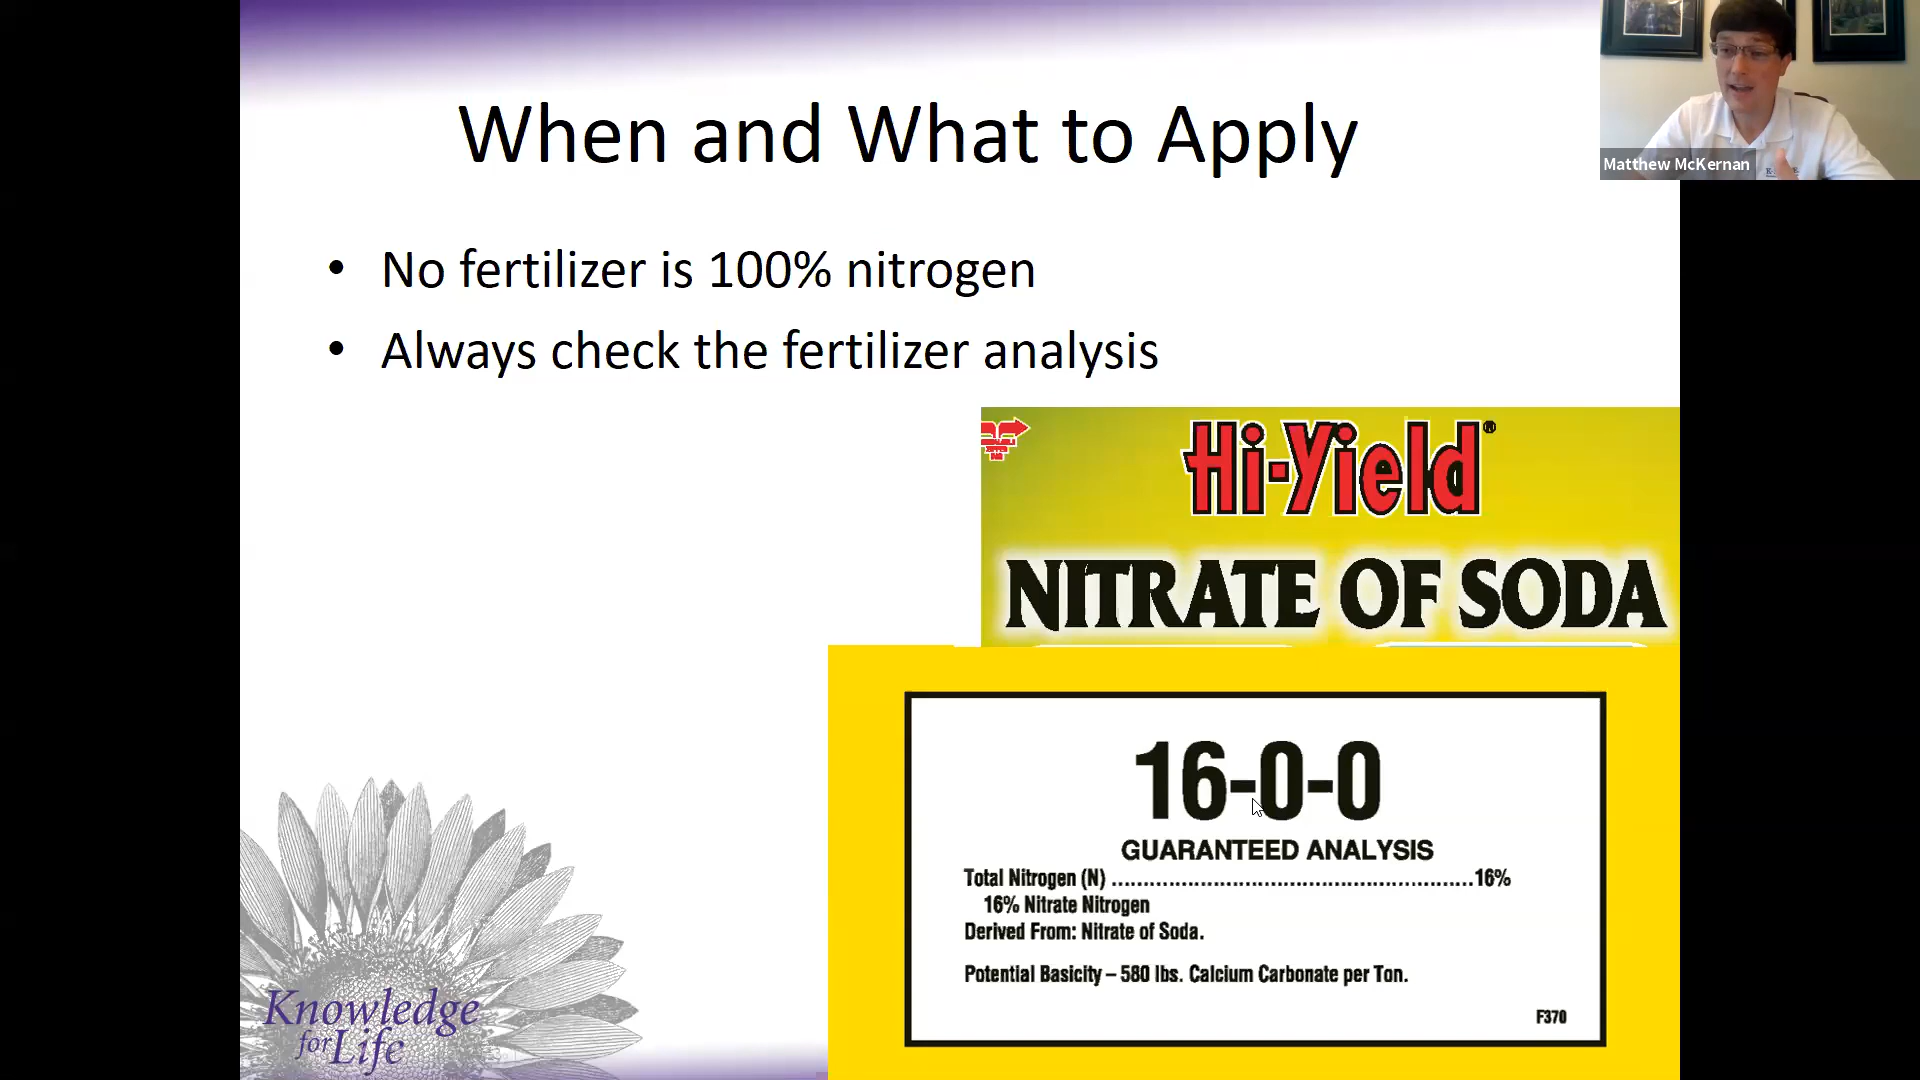 When and What to Apply
Matthew McKernan
• No fertilizer is 100% nitrogen
• Always check the fertilizer analysis
Hi-Yield®
NITRATE OF SODA
16-0-0
GUARANTEED ANALYSIS
Total Nitrogen (N) ........................................................16%
16% Nitrate Nitrogen
Derived From: Nitrate of Soda.
Potential Basicity – 580 lbs. Calcium Carbonate per Ton.
F370
Knowledge
for Life